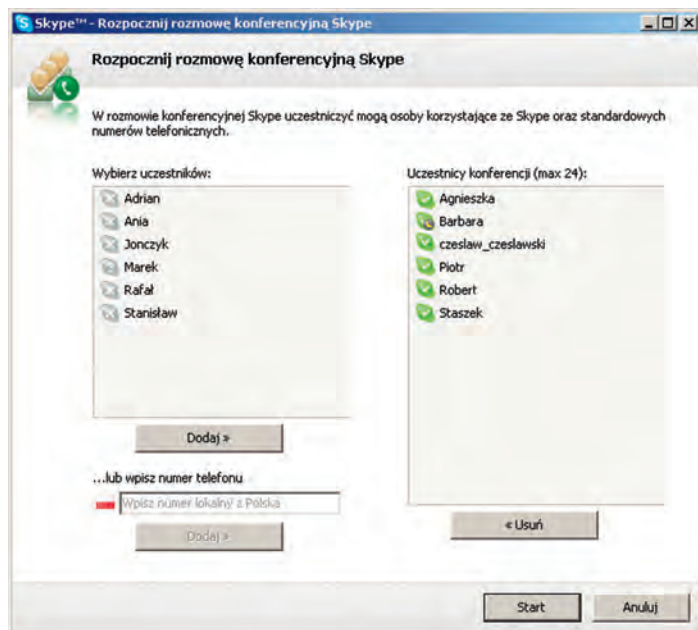 Skype™ - Rozpocznij rozmowę konferencyjną Skype
Rozpocznij rozmowę konferencyjną Skype
W rozmowie konferencyjnej Skype uczestniczyć mogą osoby korzystające ze Skype oraz standardowych
numerów telefonicznych.
Wybierz uczestników:
Adrian
Ania
Jonczyk
Marek
Rafał
Stanisław
Dodaj »
...lub wpisz numer telefonu
Wpisz numer lokalny z Polska
Dodaj »
Uczestnicy konferencji (max 24):
Agnieszka
Barbara
czeslaw_czeslawski
Piotr
Robert
Staszek
« Usuń
Start
Anuluj